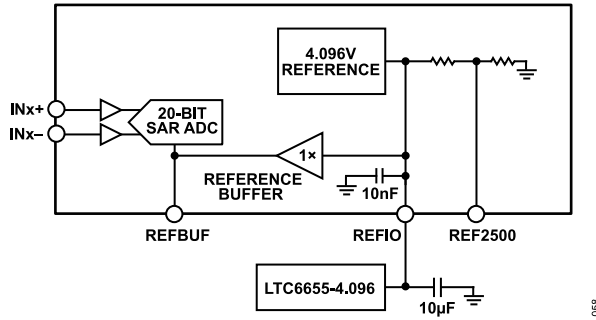 4.096V
REFERENCE
INx+
INx–
20-BIT
SAR ADC
1×
REFERENCE
BUFFER
10nF
REFBUF
REFIO
REF2500
LTC6655-4.096
10µF
058